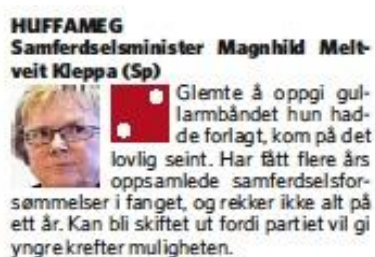 HUFFAMEG
Samferdselsminister Magnhild Melt-
veit Kleppa (Sp)
Glemte å oppgi gul-
larmbåndet hun had-
de forlagt, kom på det
lovlig seint. Har fått flere års
oppsamlede samferdselsfor-
sømmelser i fanget, og rekker ikke alt på
ett år. Kan bli skiftet ut fordi partiet vil gi
yngre krefter muligheten.